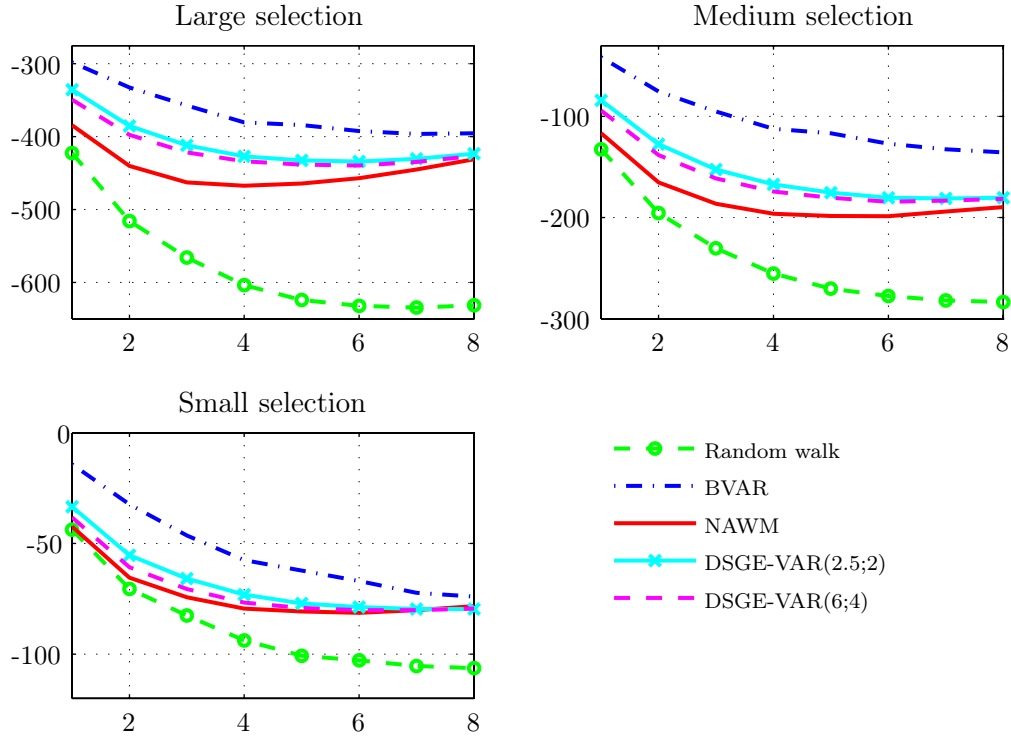 Large selection
-300
-400
-500
-600
2 4 6 8
Medium selection
-100
-200
-300
2 4 6 8
Small selection
0
-50
-100
2 4 6 8
Random walk
BVAR
NAWM
DSGE-VAR(2.5;2)
DSGE-VAR(6;4)